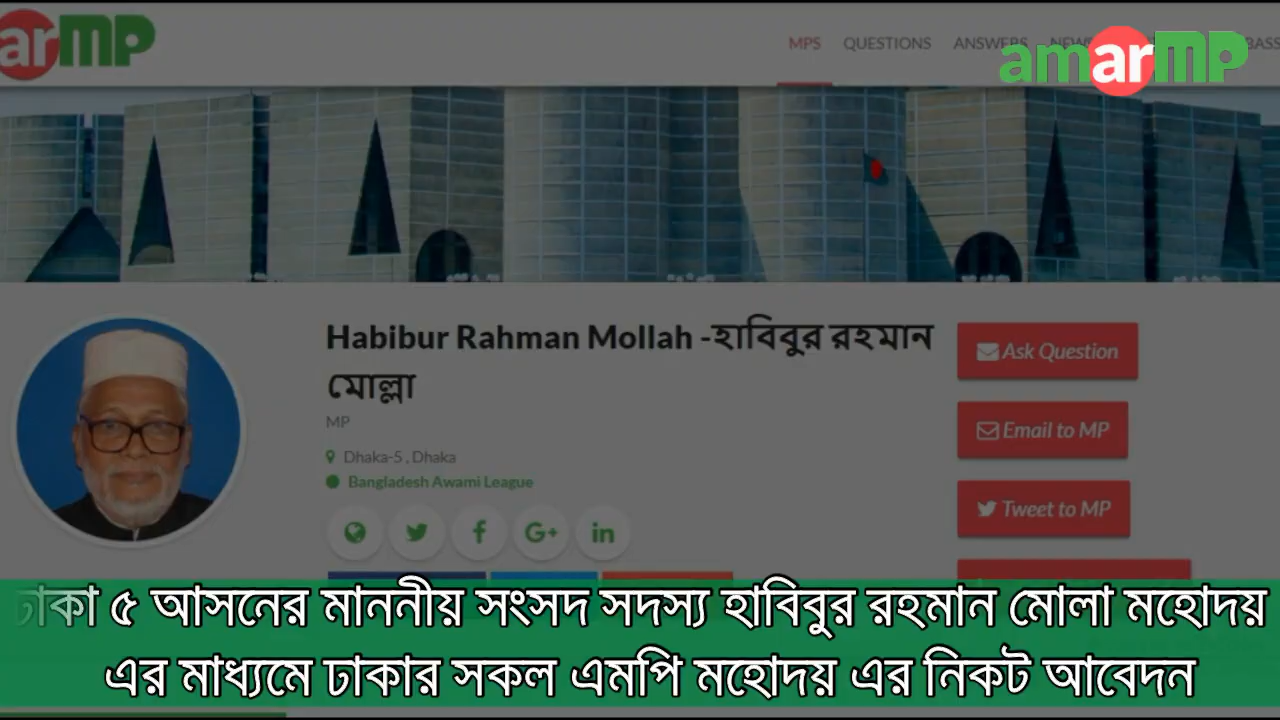 arMP
MPS QUESTIONS ANSWERS
amarMP
Habibur Rahman Mollah -হাবিবুর রহমান
মোল্লা
MP
Dhaka-5 , Dhaka
Bangladesh Awami League
G+ in
Ask Question
Email to MP
Tweet to MP
ঢাকা ৫ আসনের মাননীয় সংসদ সদস্য হাবিবুর রহমান মোলা মহোদয়
এর মাধ্যমে ঢাকার সকল এমপি মহোদয় এর নিকট আবেদন